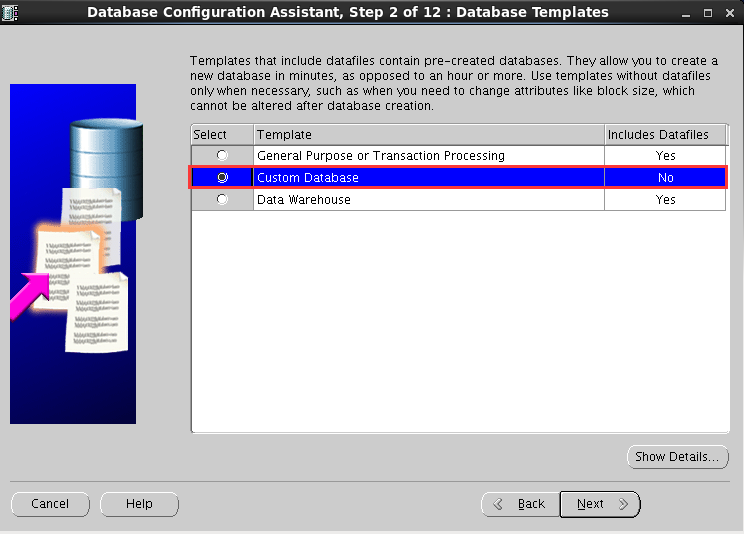 Database Configuration Assistant, Step 2 of 12 : Database Templates
Templates that include datafiles contain pre-created databases. They allow you to create a
new database in minutes, as opposed to an hour or more. Use templates without datafiles
only when necessary, such as when you need to change attributes like block size, which
cannot be altered after database creation.
Select Template Includes Datafiles
General Purpose or Transaction Processing Yes
Custom Database No
Data Warehouse Yes
Show Details...
Cancel Help Back Next